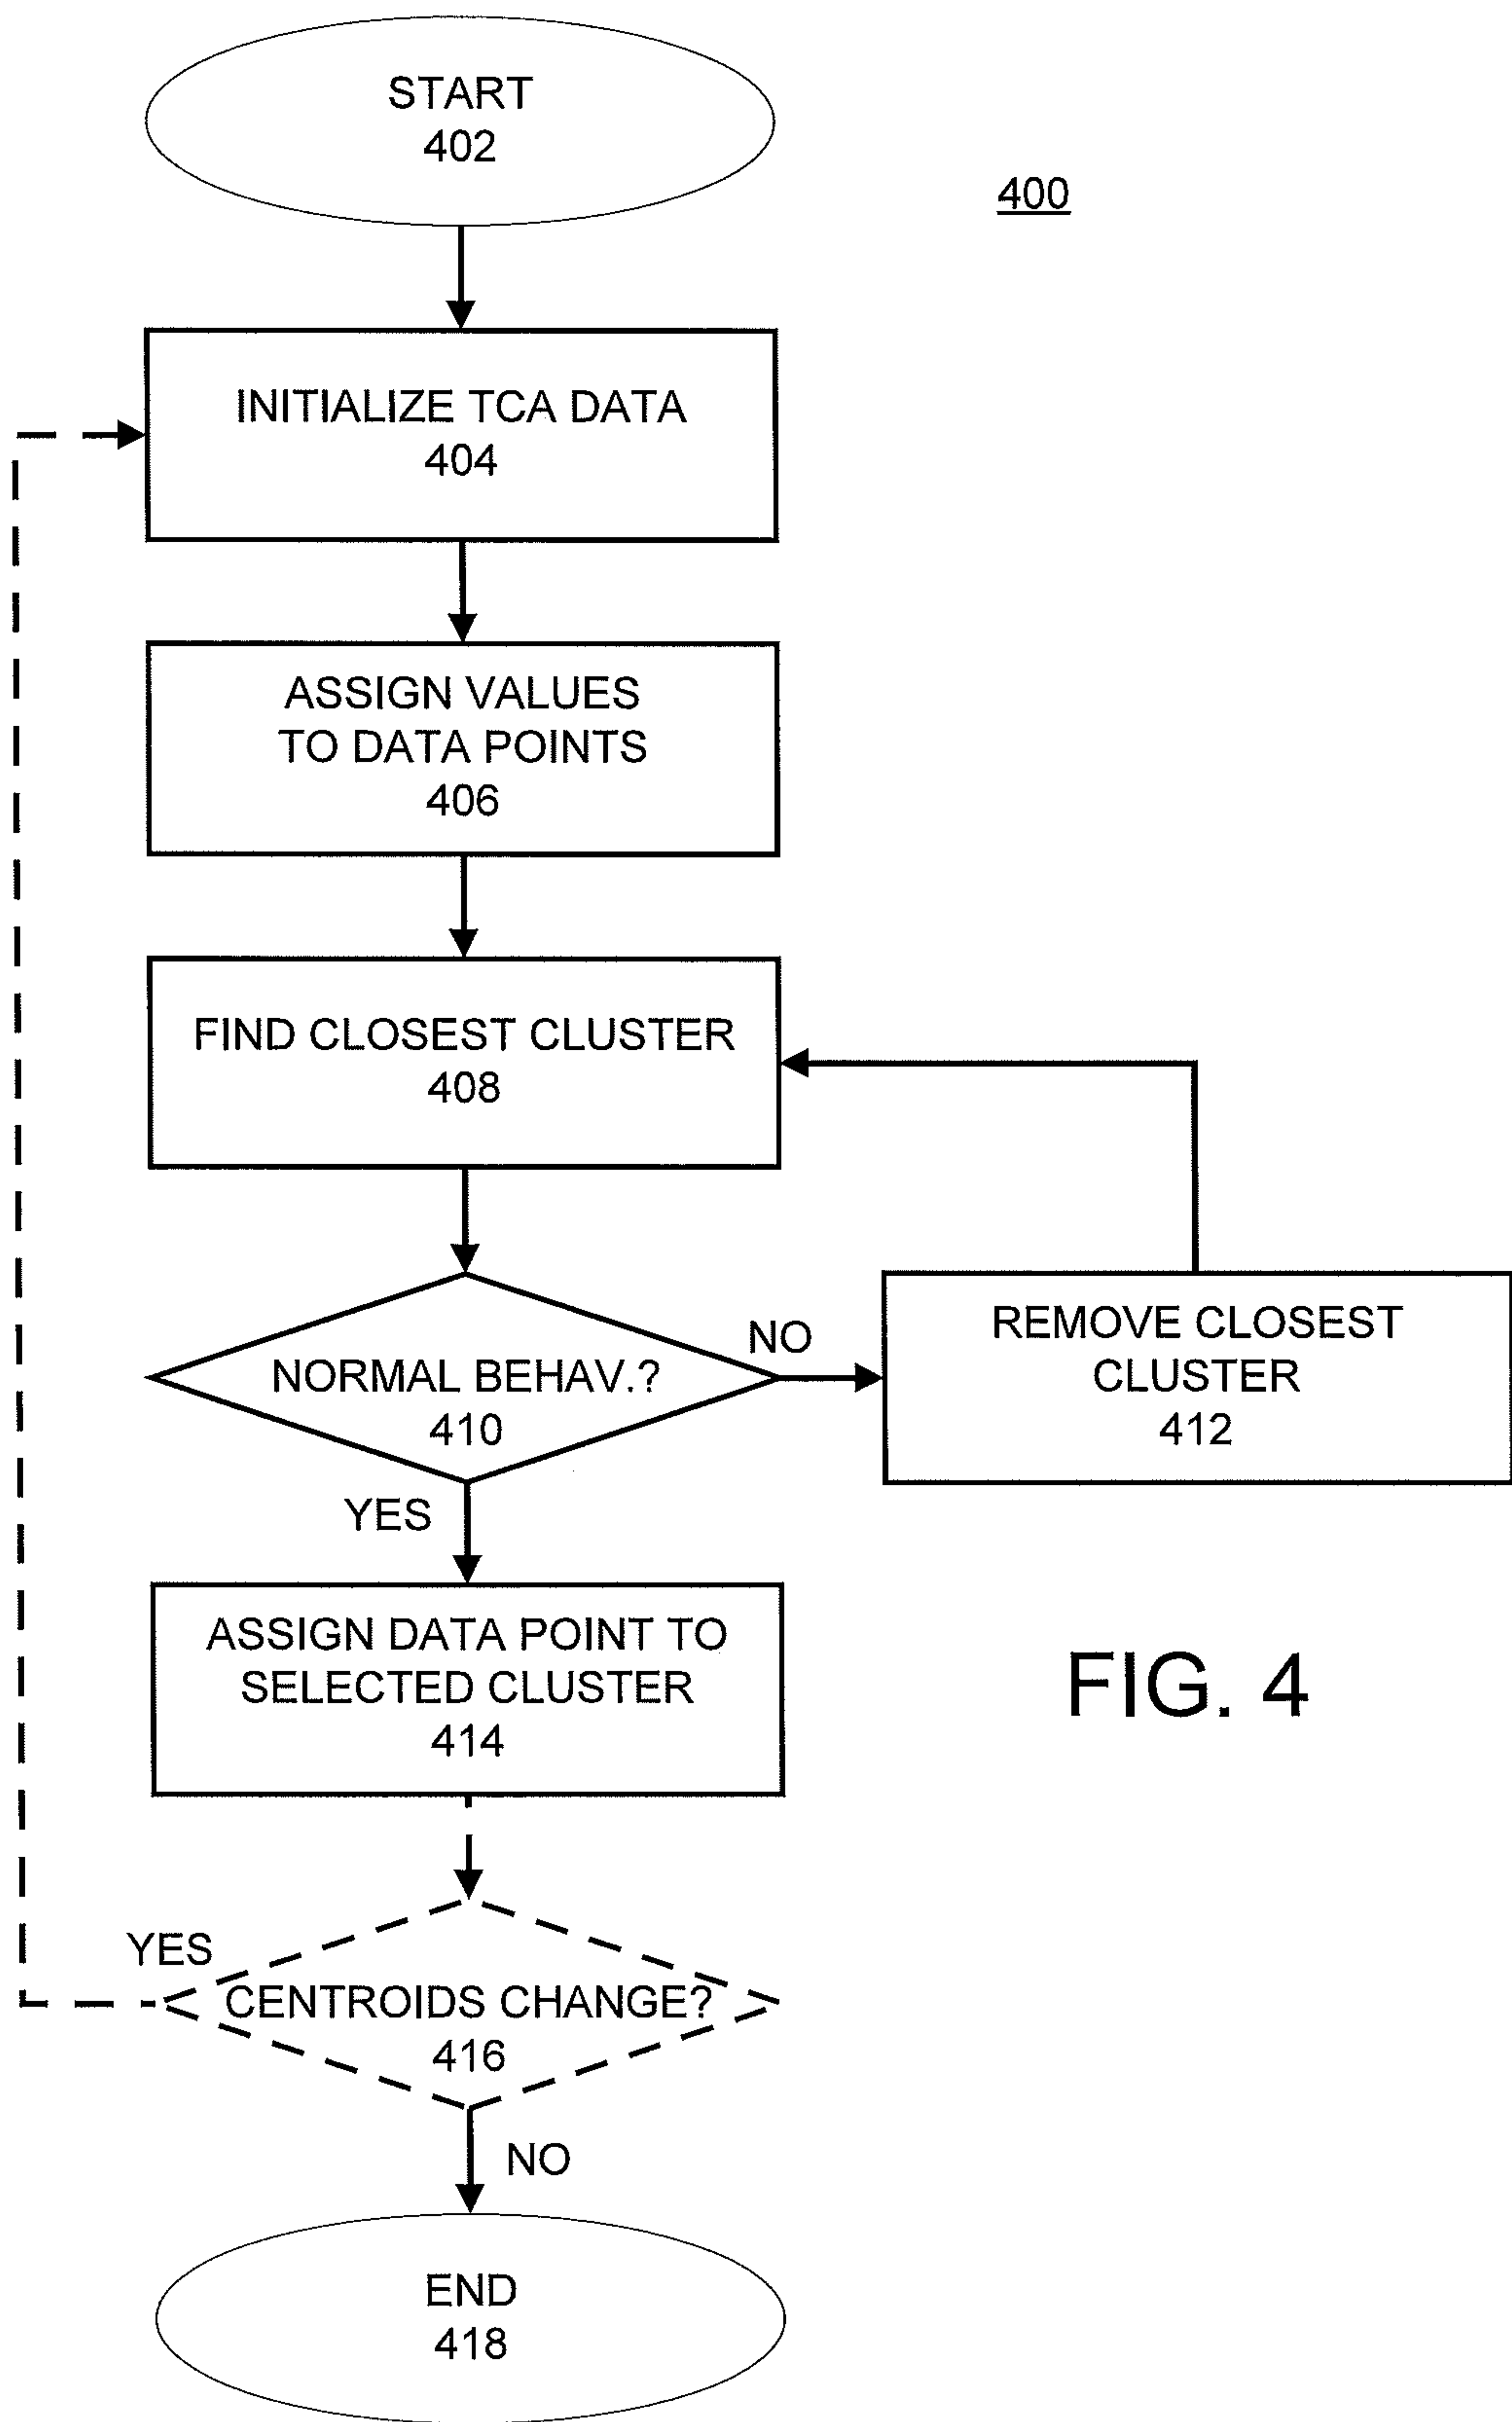 START
402
400
INITIALIZE TCA DATA
404
ASSIGN VALUES
TO DATA POINTS
406
FIND CLOSEST CLUSTER
408
NORMAL BEHAV.?
410
NO
REMOVE CLOSEST
CLUSTER
412
YES
ASSIGN DATA POINT TO
SELECTED CLUSTER
414
FIG. 4
YES
CENTROIDS CHANGE?
416
NO
END
418